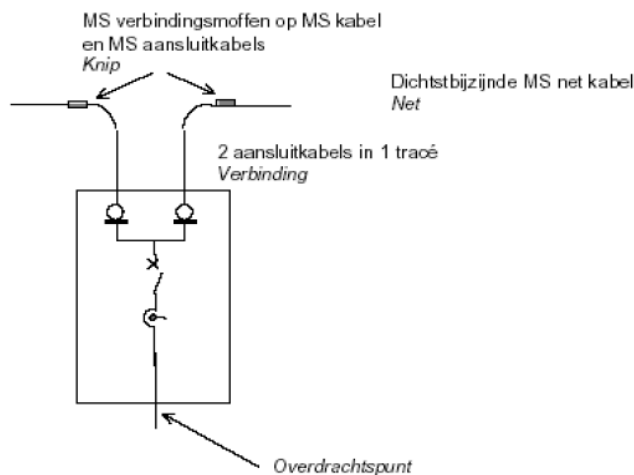 MS verbindingsmoffen op MS kabel
en MS aansluitkabels
Knip
Dichtstbijzijnde MS net kabel
Net
2 aansluitkabels in 1 tracé
Verbinding
Overdrachtspunt